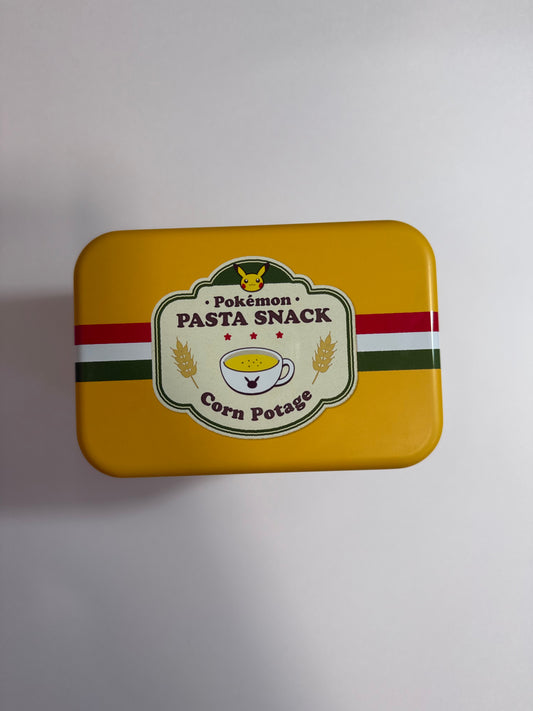 · Pokémon ·
PASTA SNACK
Corn Potage